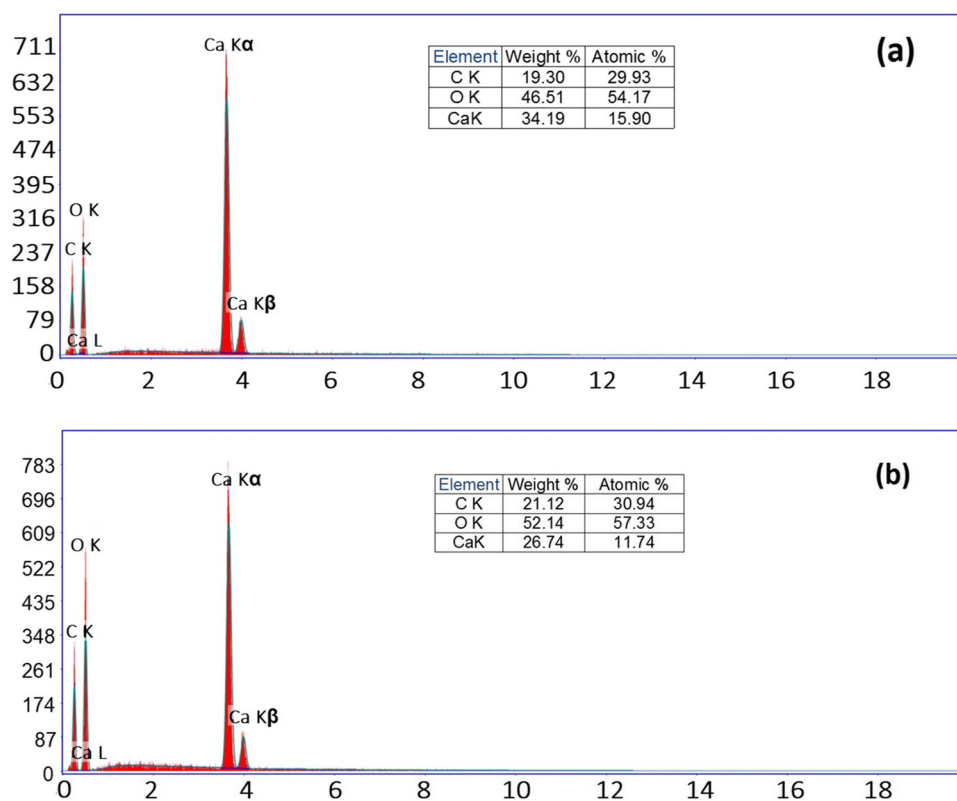 (a)
711
632
553
474
395
316
237
158
79
0
Ca Kα
O K
C K
Ca L
Ca Kβ
Element Weight % Atomic %
C K 19.30 29.93
O K 46.51 54.17
CaK 34.19 15.90
0 2 4 6 8 10 12 14 16 18
(b)
783
696
609
522
435
348
261
174
87
0
Ca Kα
O K
C K
Ca L
Ca Kβ
Element Weight % Atomic %
C K 21.12 30.94
O K 52.14 57.33
CaK 26.74 11.74
0 2 4 6 8 10 12 14 16 18